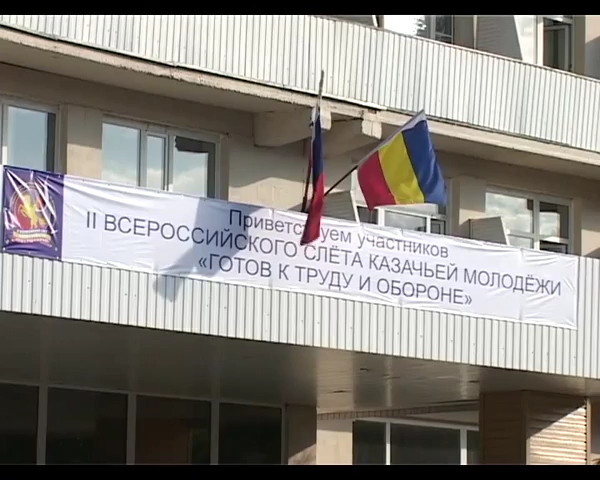 Приветствуем участников
II ВСЕРОССИЙСКОГО СЛЁТА КАЗАЧЬЕЙ МОЛОДЁЖИ
«ГОТОВ К ТРУДУ И ОБОРОНЕ»